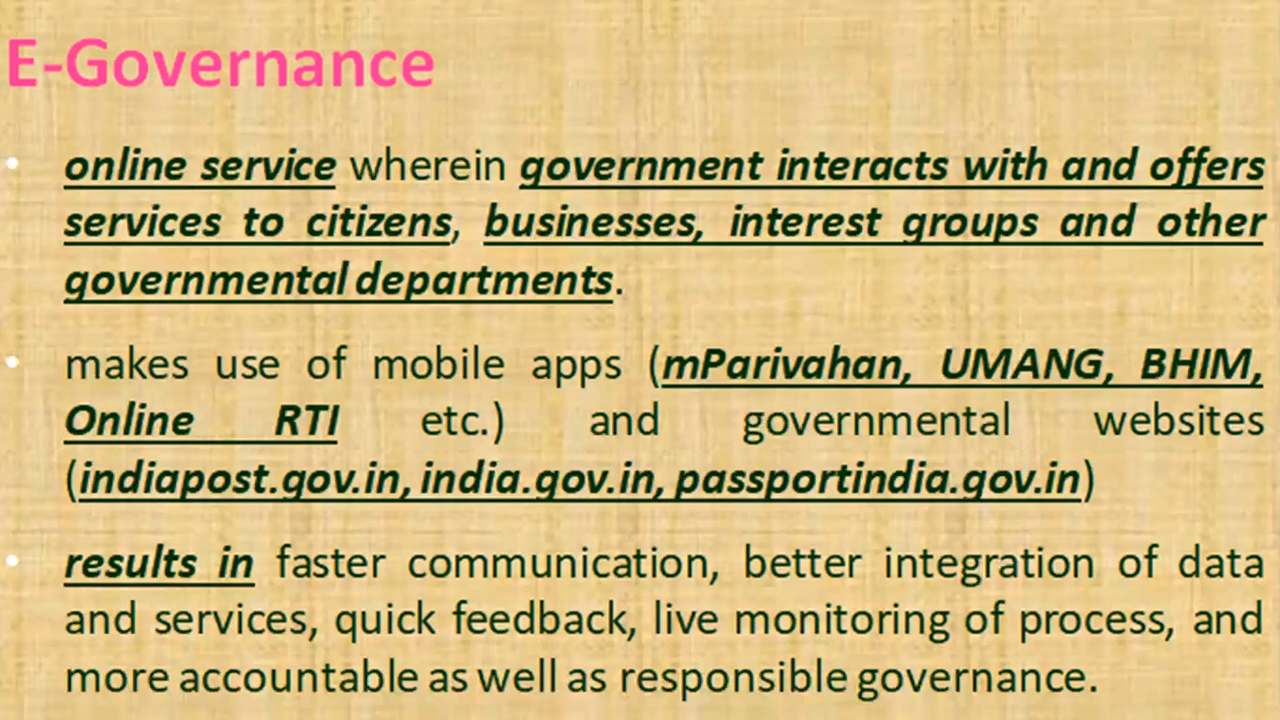 E-Governance
• online service wherein government interacts with and offers
services to citizens, businesses, interest groups and other
governmental departments.
• makes use of mobile apps (mParivahan, UMANG, BHIM,
Online RTI etc.) and governmental websites
(indiapost.gov.in, india.gov.in, passportindia.gov.in)
• results in faster communication, better integration of data
and services, quick feedback, live monitoring of process, and
more accountable as well as responsible governance.